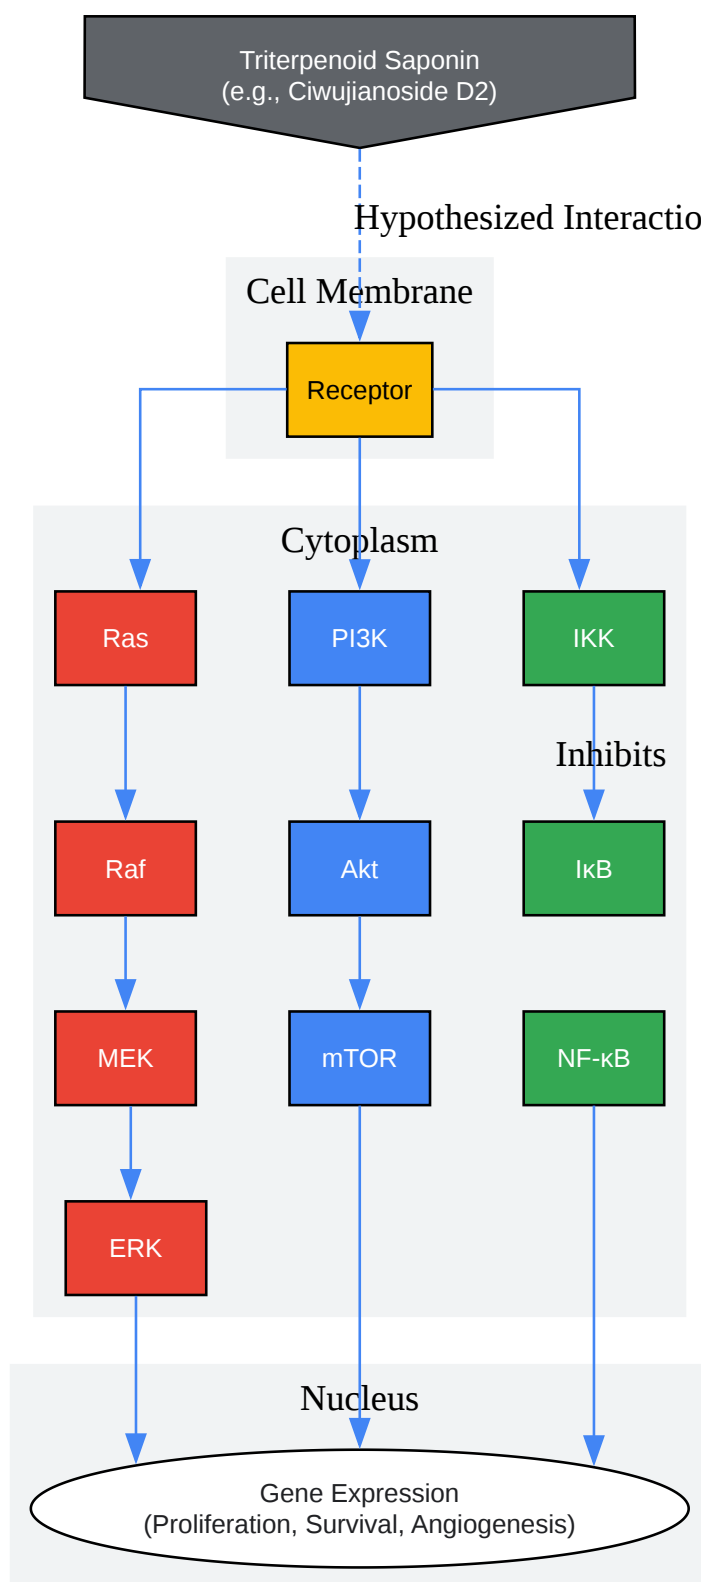 Triterpenoid Saponin
(e.g., Ciwujianoside D2)
Hypothesized Interactio
Cell Membrane
Receptor
Cytoplasm
Ras
PI3K
IKK
Inhibits
Raf
Akt
IκB
MEK
mTOR
NF-κB
ERK
Nucleus
Gene Expression
(Proliferation, Survival, Angiogenesis)